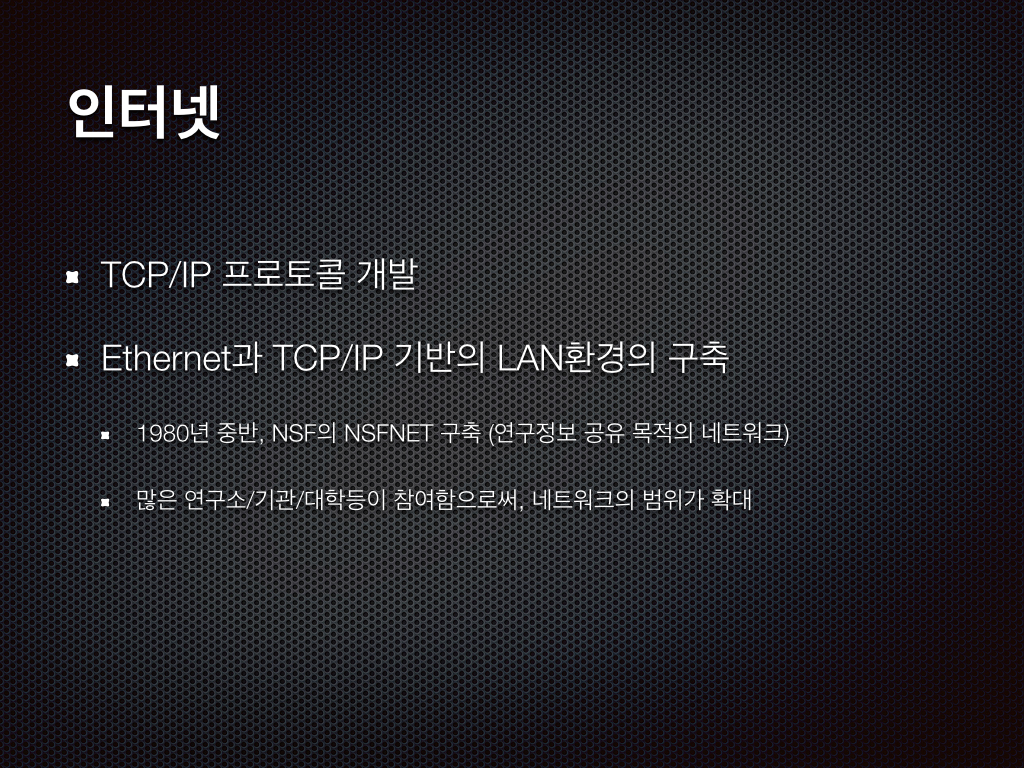 인터넷
TCP/IP 프로토콜 개발
Ethernet과 TCP/IP 기반의 LAN환경의 구축
1980년 중반, NSF의 NSFNET 구축 (연구정보 공유 목적의 네트워크)
많은 연구소/기관/대학등이 참여함으로써, 네트워크의 범위가 확대